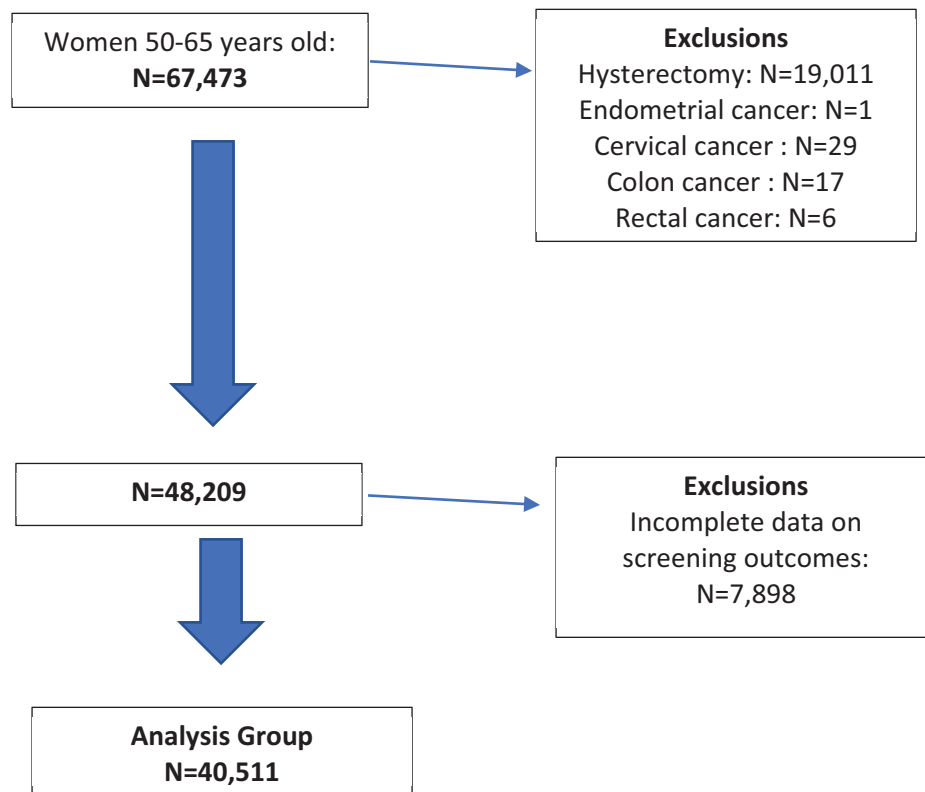 Women 50-65 years old:
N=67,473
Exclusions
Hysterectomy: N=19,011
Endometrial cancer: N=1
Cervical cancer : N=29
Colon cancer : N=17
Rectal cancer: N=6
N=48,209
Exclusions
Incomplete data on
screening outcomes:
N=7,898
Analysis Group
N=40,511